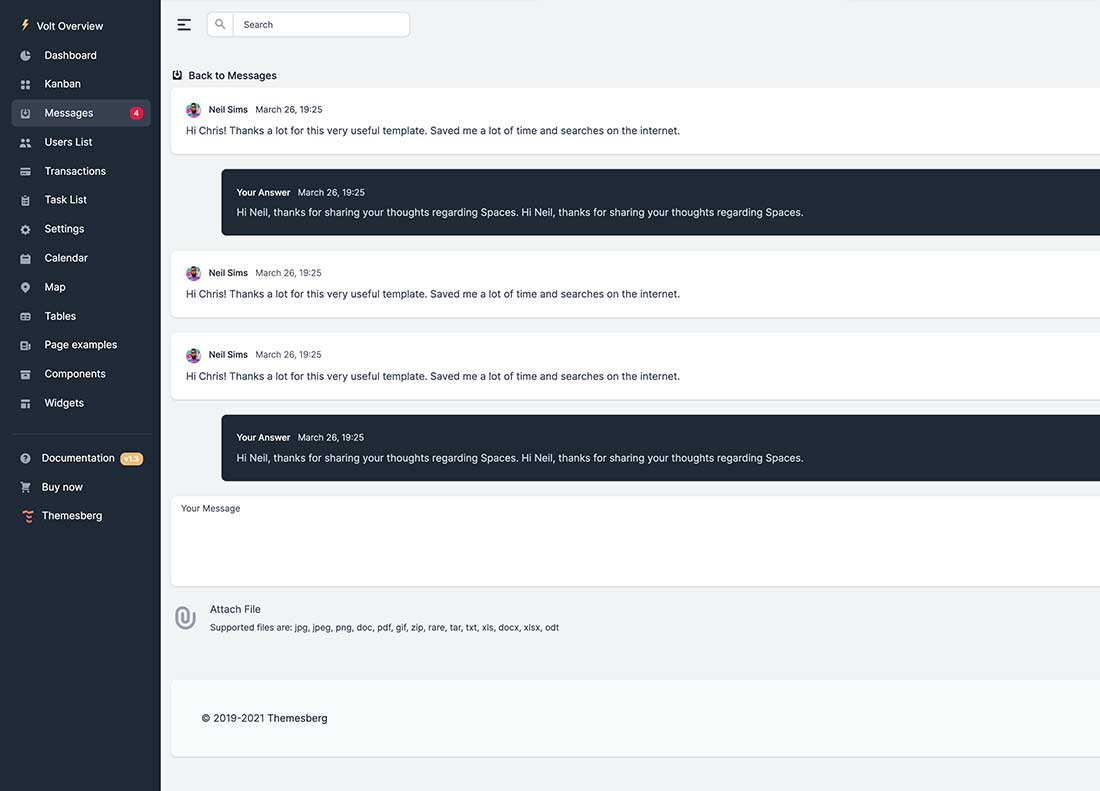 Volt Overview
Dashboard
Kanban
Messages 4
Users List
Transactions
Task List
Settings
Calendar
Map
Tables
Page examples
Components
Widgets
Documentation v1.3
Buy now
Themesberg
Search
Back to Messages
Neil Sims March 26, 19:25
Hi Chris! Thanks a lot for this very useful template. Saved me a lot of time and searches on the internet.
Your Answer March 26, 19:25
Hi Neil, thanks for sharing your thoughts regarding Spaces. Hi Neil, thanks for sharing your thoughts regarding Spaces.
Neil Sims March 26, 19:25
Hi Chris! Thanks a lot for this very useful template. Saved me a lot of time and searches on the internet.
Neil Sims March 26, 19:25
Hi Chris! Thanks a lot for this very useful template. Saved me a lot of time and searches on the internet.
Your Answer March 26, 19:25
Hi Neil, thanks for sharing your thoughts regarding Spaces. Hi Neil, thanks for sharing your thoughts regarding Spaces.
Your Message
Attach File
Supported files are: jpg, jpeg, png, doc, pdf, gif, zip, rare, tar, txt, xls, docx, xlsx, odt
© 2019-2021 Themesberg